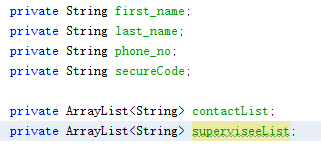 private String first_name;
private String last_name;
private String phone_no;
private String secureCode;
private ArrayList<String> contactList;
private ArrayList<String> superviseeList;